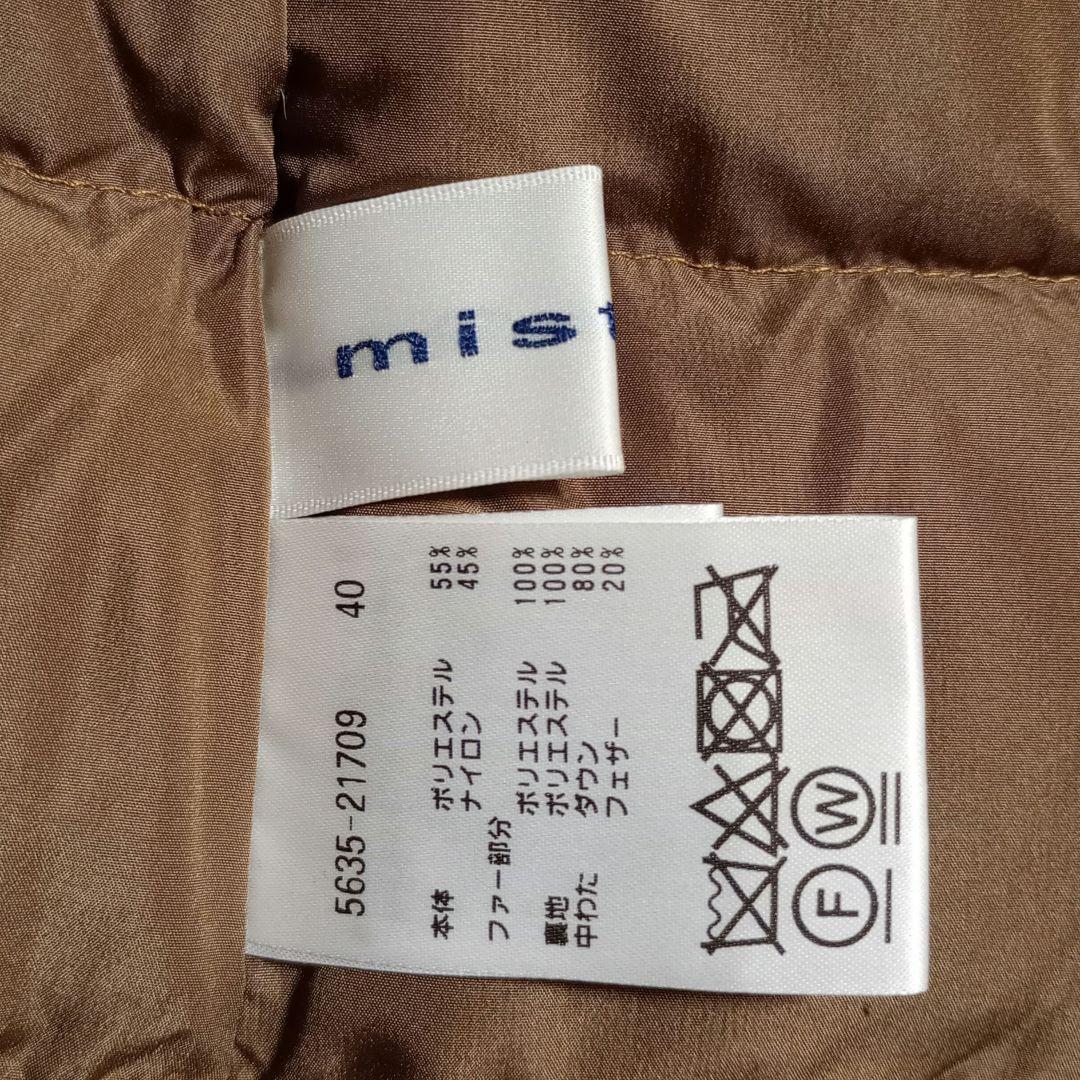 mist
5635-21709 40
本体 ポリエステル 55%
ナイロン 45%
ファー部分
ポリエステル 100%
裏地 ポリエステル 100%
中わた ダウン 80%
フェザー 20%
F W